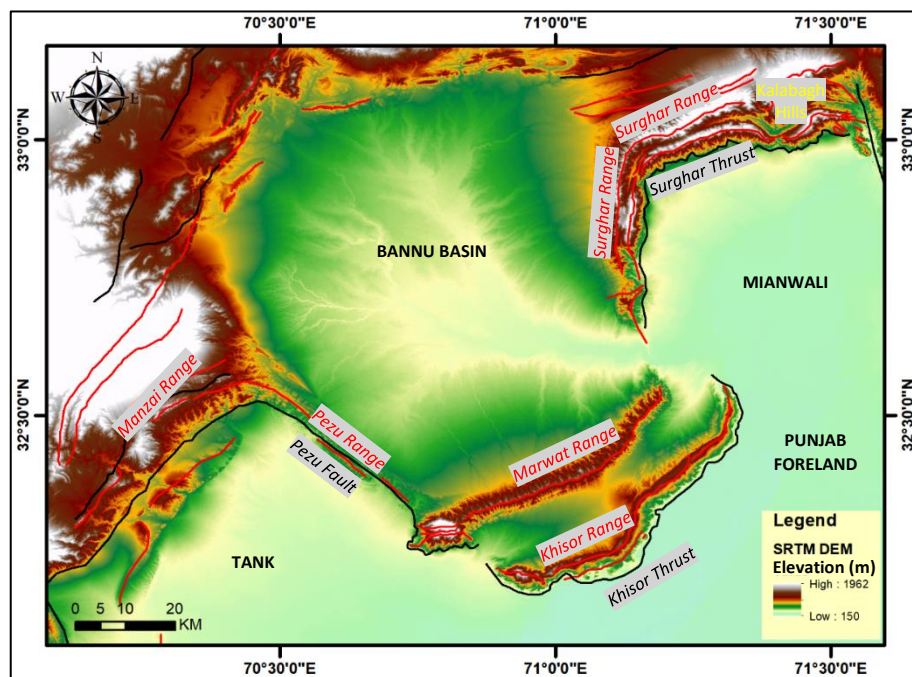 70°30'0"E 71°0'0"E 71°30'0"E
N
W E
S
33°0'0"N
33°0'0"N
Surghar Range
Kalabagh
Hills
Surghar Range
Surghar Thrust
BANNU BASIN
MIANWALI
32°30'0"N
32°30'0"N
Manzai Range
Pezu Range
Pezu Fault
Marwat Range
PUNJAB
FORELAND
Khisor Range
Khisor Thrust
TANK
0 5 10 20
KM
Legend
SRTM DEM
Elevation (m)
High : 1962
Low : 150
70°30'0"E 71°0'0"E 71°30'0"E